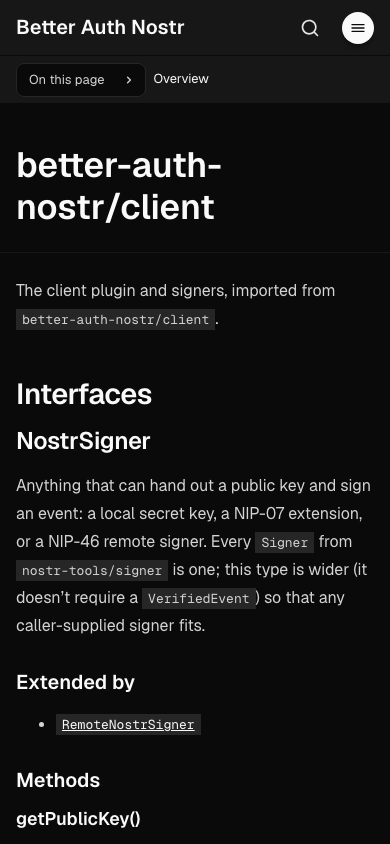 Better Auth Nostr
On this page
Overview
better-auth-
nostr/client
The client plugin and signers, imported from
better-auth-nostr/client.
Interfaces
NostrSigner
Anything that can hand out a public key and sign
an event: a local secret key, a NIP-07 extension,
or a NIP-46 remote signer. Every Signer from
nostr-tools/signer is one; this type is wider (it
doesn’t require a VerifiedEvent) so that any
caller-supplied signer fits.
Extended by
• RemoteNostrSigner
Methods
getPublicKey()